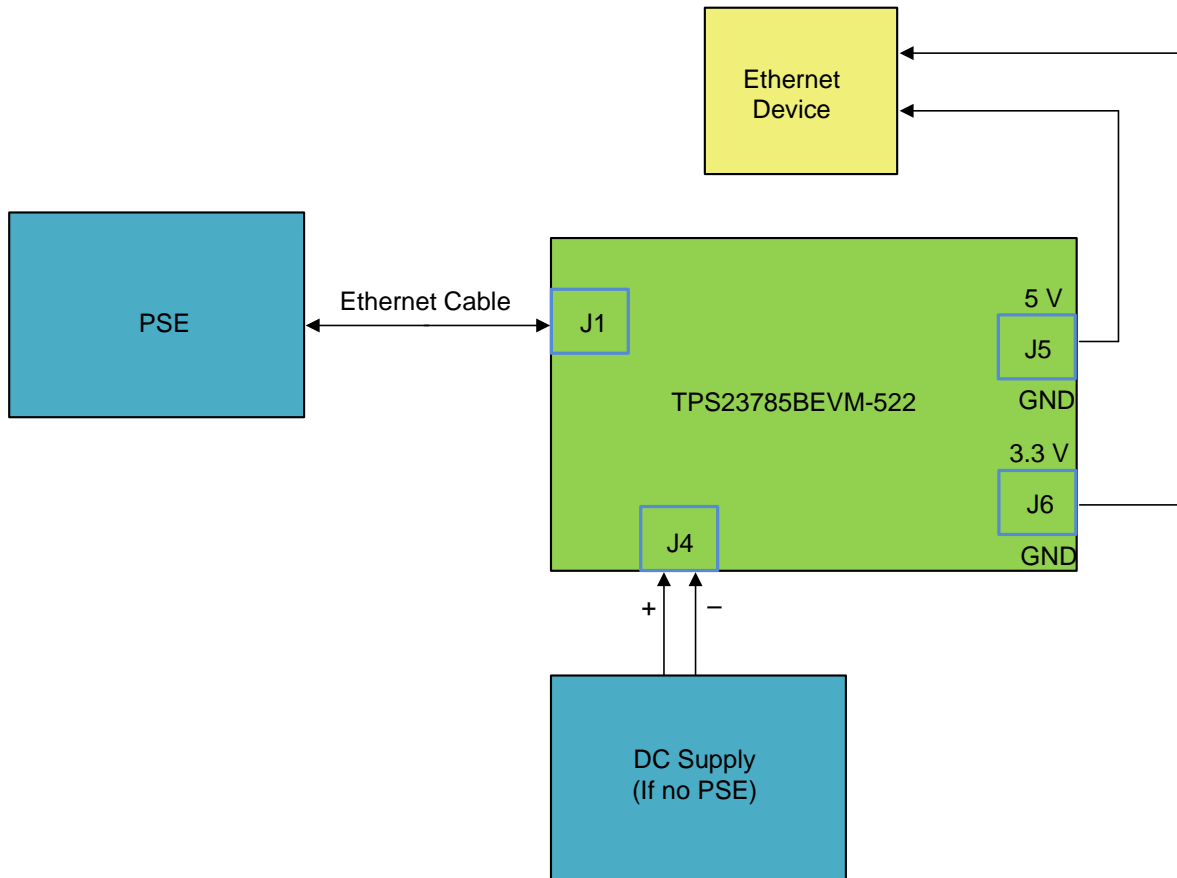 Ethernet
Device
PSE
Ethernet Cable
J1
5 V
J5
GND
TPS23785BEVM-522
3.3 V
J6
GND
J4
+
–
DC Supply
(If no PSE)